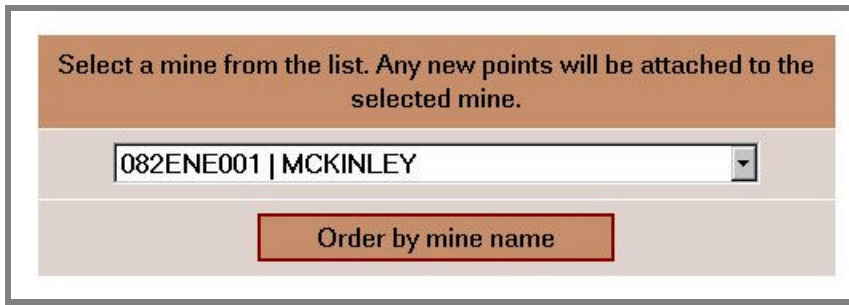 Select a mine from the list. Any new points will be attached to the
selected mine.
082ENE001 | MCKINLEY
Order by mine name